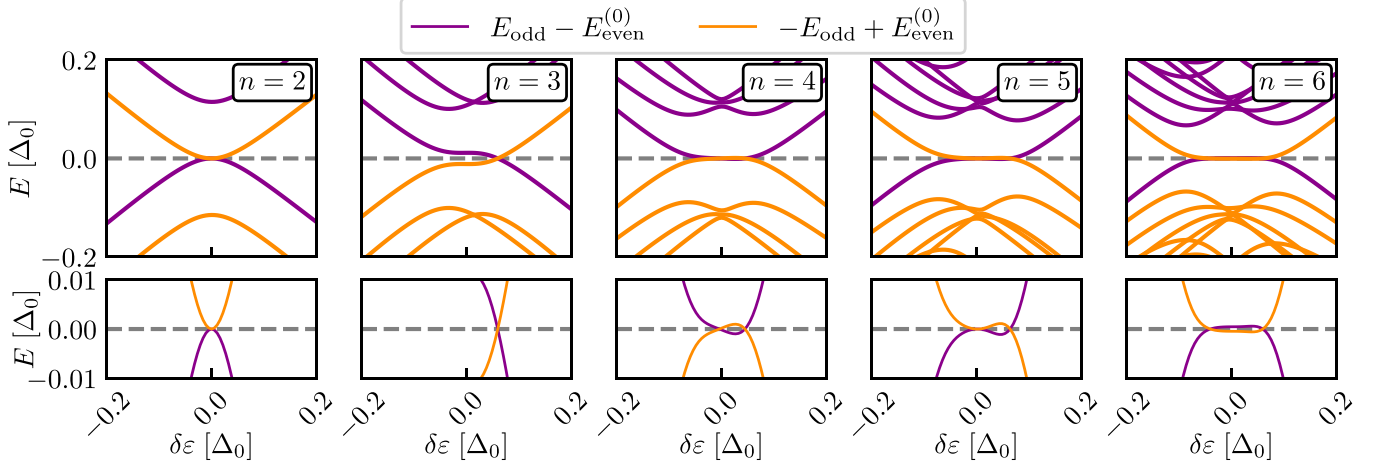 E_odd − E_even^(0) −E_odd + E_even^(0)
n = 2 n = 3 n = 4 n = 5 n = 6
E [Δ₀]
0.2
0.0
−0.2
E [Δ₀]
0.01
0.00
−0.01
−0.2 0.0 0.2 −0.2 0.0 0.2 −0.2 0.0 0.2 −0.2 0.0 0.2 −0.2 0.0 0.2
δε [Δ₀] δε [Δ₀] δε [Δ₀] δε [Δ₀] δε [Δ₀]